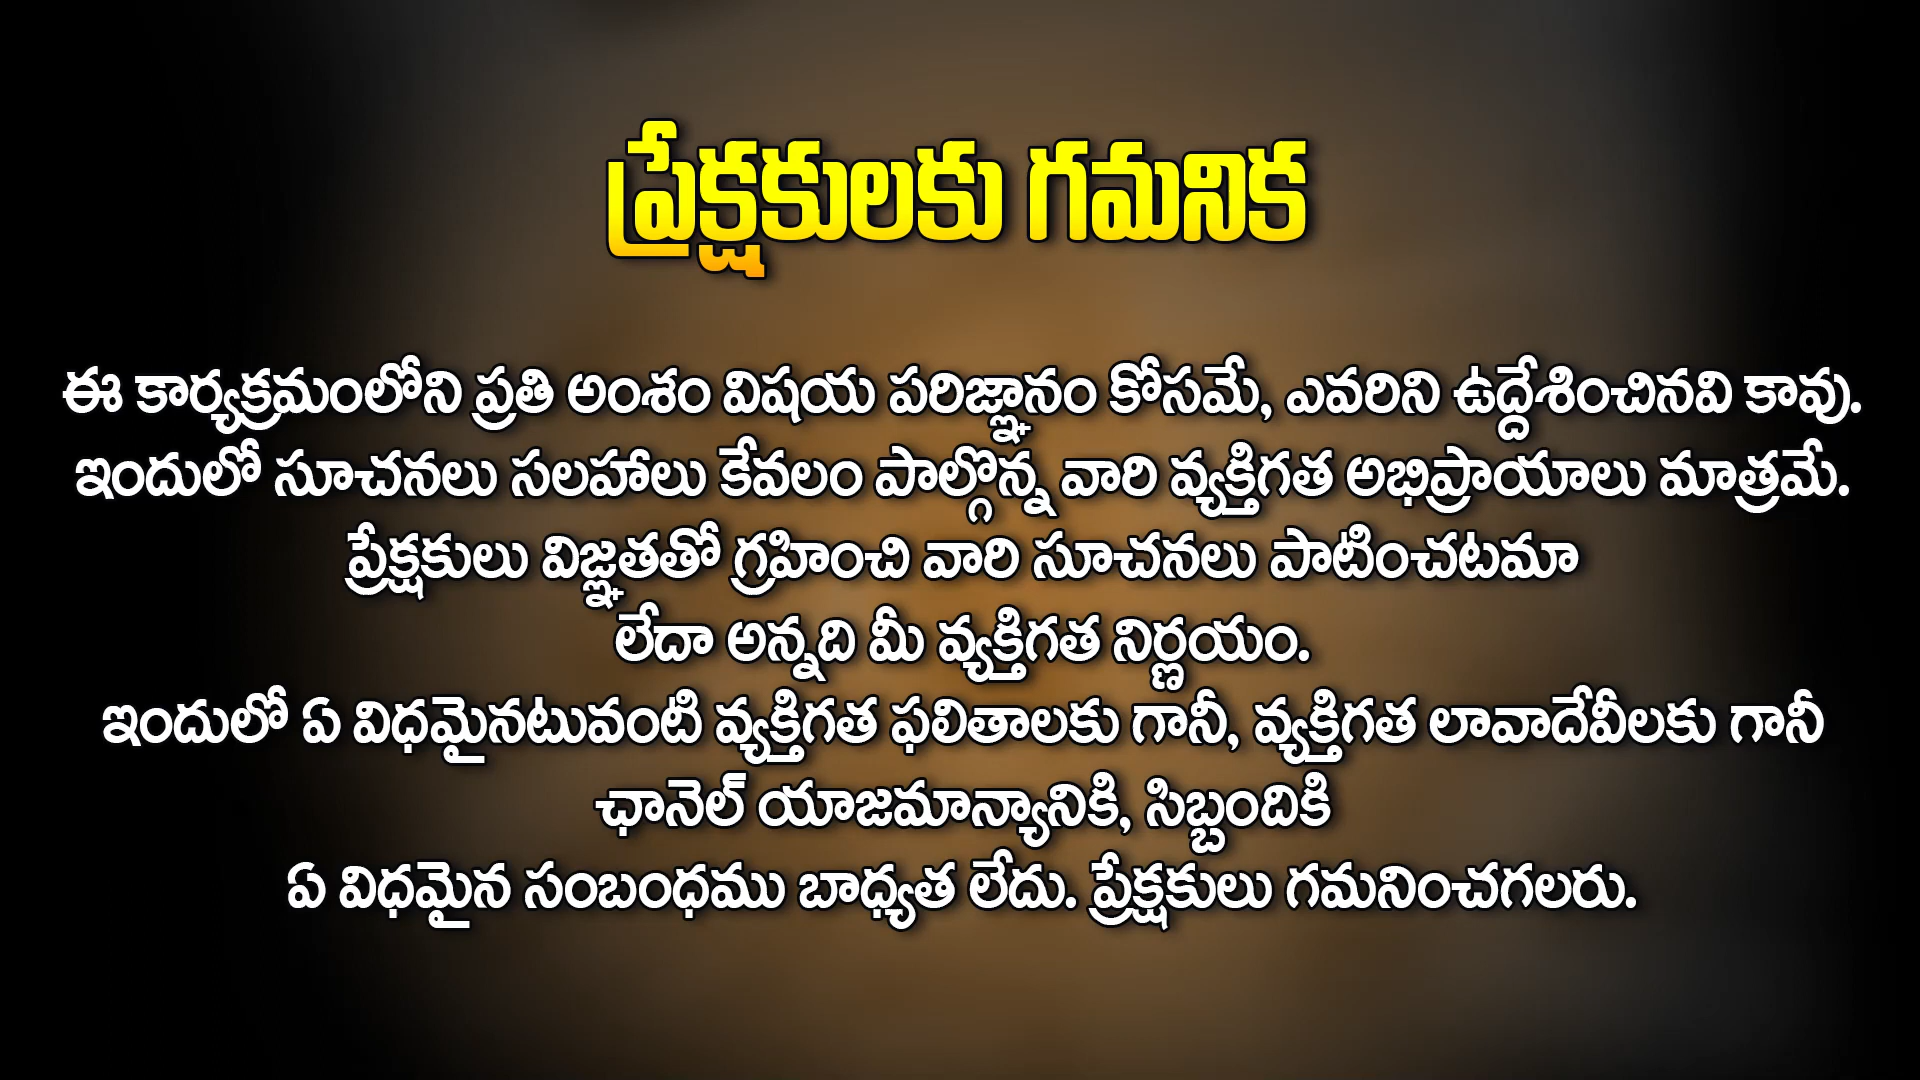 ప్రేక్షకులకు గమనిక
ఈ కార్యక్రమంలోని ప్రతి అంశం విషయ పరిజ్ఞానం కోసమే, ఎవరిని ఉద్దేశించినవి కావు.
ఇందులో సూచనలు సలహాలు కేవలం పాల్గొన్న వారి వ్యక్తిగత అభిప్రాయాలు మాత్రమే.
ప్రేక్షకులు విజ్ఞతతో గ్రహించి వారి సూచనలు పాటించటమా
లేదా అన్నది మీ వ్యక్తిగత నిర్ణయం.
ఇందులో ఏ విధమైనటువంటి వ్యక్తిగత ఫలితాలకు గానీ, వ్యక్తిగత లావాదేవీలకు గానీ
ఛానెల్ యాజమాన్యానికి, సిబ్బందికి
ఏ విధమైన సంబంధము బాధ్యత లేదు. ప్రేక్షకులు గమనించగలరు.